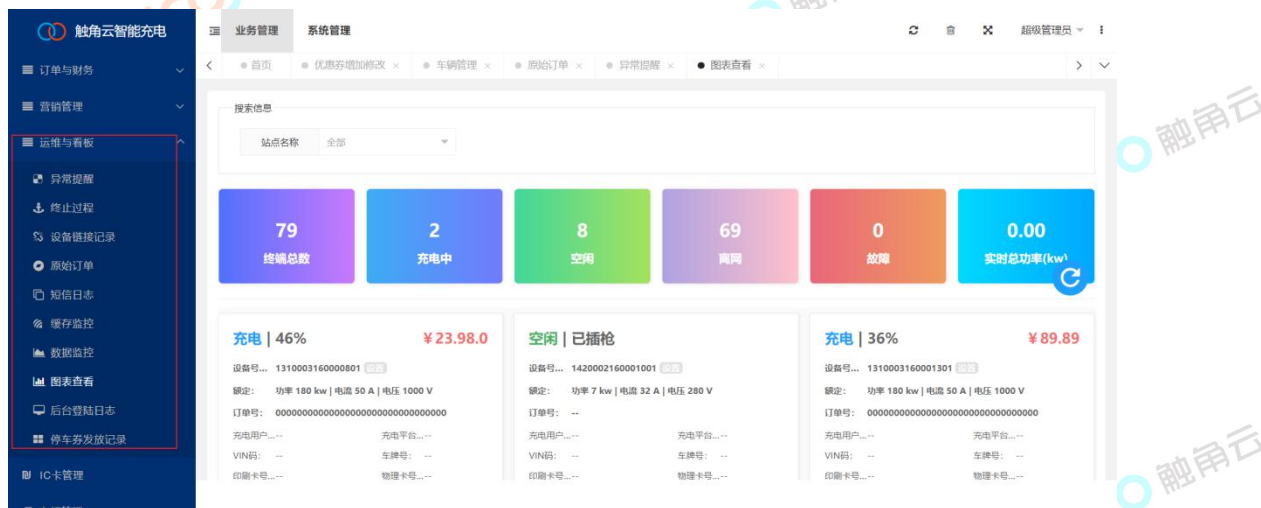 触角云智能充电
业务管理 系统管理
超级管理员
订单与财务
营销管理
运维与看板
异常提醒
终止过程
设备链接记录
原始订单
短信日志
缓存监控
数据监控
图表查看
后台登陆日志
停车券发放记录
IC卡管理
首页 优惠券增加修改 × 车辆管理 × 原始订单 × 异常提醒 × 图表查看 ×
搜索信息
站点名称 全部
79 2 8 69 0 0.00
终端总数 充电中 空闲 离网 故障 实时总功率(kw)
充电 | 46% ¥23.98.0
设备号... 1310003160000801 设置
额定: 功率 180 kw | 电流 50 A | 电压 1000 V
订单号: 00000000000000000000000000000000
充电用户...-- 充电平台...--
VIN码: -- 车牌号: --
印刷卡号...-- 物理卡号...--
空闲 | 已插枪
设备号... 1420002160001001 设置
额定: 功率 7 kw | 电流 32 A | 电压 280 V
订单号: --
充电用户...-- 充电平台...--
VIN码: -- 车牌号: --
印刷卡号...-- 物理卡号...--
充电 | 36% ¥89.89
设备号... 1310003160001301 设置
额定: 功率 180 kw | 电流 50 A | 电压 1000 V
订单号: 00000000000000000000000000000000
充电用户...-- 充电平台...--
VIN码: -- 车牌号: --
印刷卡号...-- 物理卡号...--
触角云
触角云